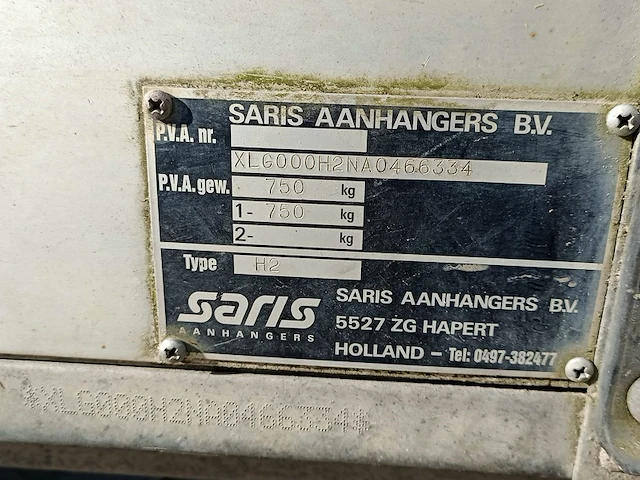 SARIS AANHANGERS B.V.
P.V.A. nr.
XLG000H2NA0466334
P.V.A. gew. 750 kg
1- 750 kg
2- kg
Type H2
saris SARIS AANHANGERS B.V.
AANHANGERS 5527 ZG HAPERT
HOLLAND – Tel: 0497-382477
*XLG000H2NA0466334*